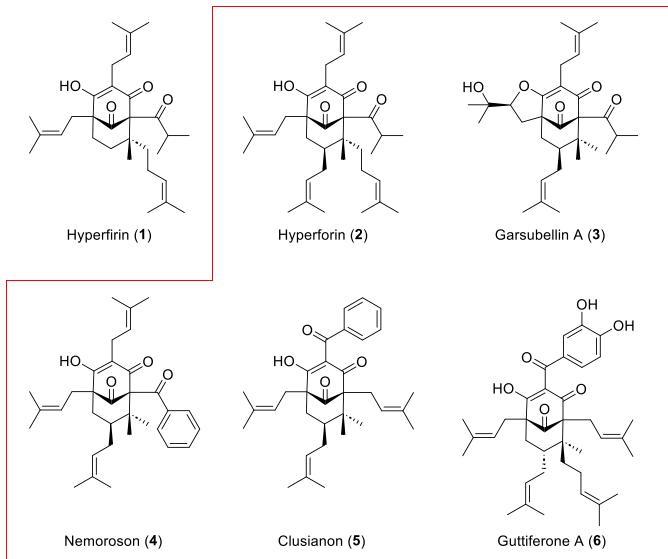 HO
O
O
O
Hyperfirin (1)
HO
O
O
O
Hyperforin (2)
HO
O
O
O
O
Garsubellin A (3)
HO
O
O
O
Nemoroson (4)
O
HO
O
O
Clusianon (5)
OH
OH
O
HO
O
O
Guttiferone A (6)